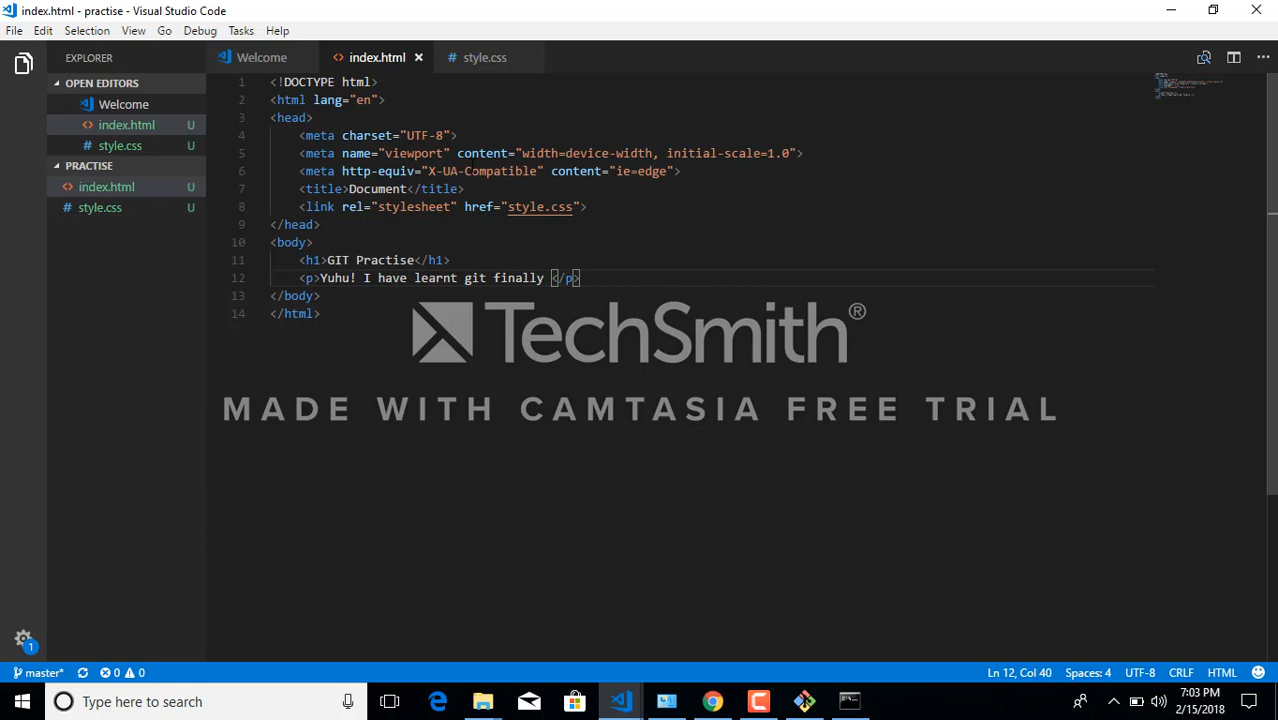 index.html - practise - Visual Studio Code
File Edit Selection View Go Debug Tasks Help
EXPLORER
OPEN EDITORS
Welcome
index.html U
style.css U
PRACTISE
index.html U
style.css U
Welcome index.html style.css
1 <!DOCTYPE html>
2 <html lang="en">
3 <head>
4 <meta charset="UTF-8">
5 <meta name="viewport" content="width=device-width, initial-scale=1.0">
6 <meta http-equiv="X-UA-Compatible" content="ie=edge">
7 <title>Document</title>
8 <link rel="stylesheet" href="style.css">
9 </head>
10 <body>
11 <h1>GIT Practise</h1>
12 <p>Yuhu! I have learnt git finally </p>
13 </body>
14 </html>
TechSmith®
MADE WITH CAMTASIA FREE TRIAL
1
master* 0 0 Ln 12, Col 40 Spaces: 4 UTF-8 CRLF HTML
Type here to search
7:03 PM
2/15/2018